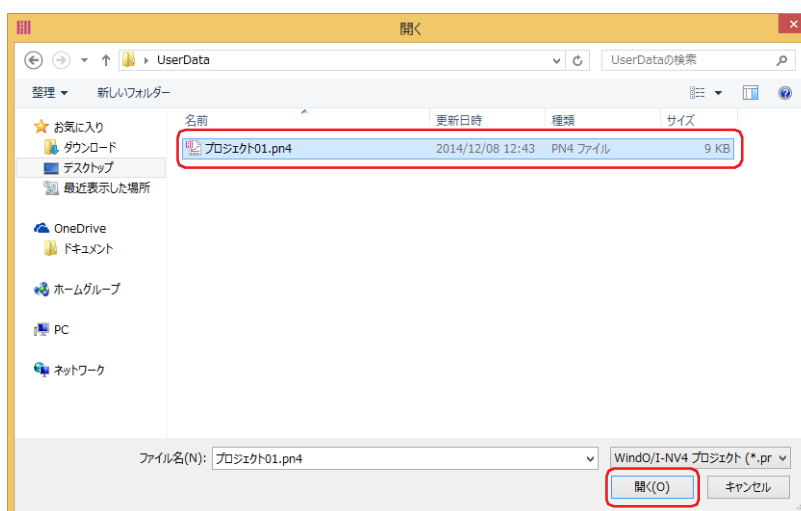 開く
UserData
UserDataの検索
整理
新しいフォルダー
名前 更新日時 種類 サイズ
お気に入り
ダウンロード
デスクトップ
最近表示した場所
OneDrive
ドキュメント
ホームグループ
PC
ネットワーク
プロジェクト01.pn4 2014/12/08 12:43 PN4 ファイル 9 KB
ファイル名(N): プロジェクト01.pn4
WindO/I-NV4 プロジェクト (*.pr
開く(O) キャンセル